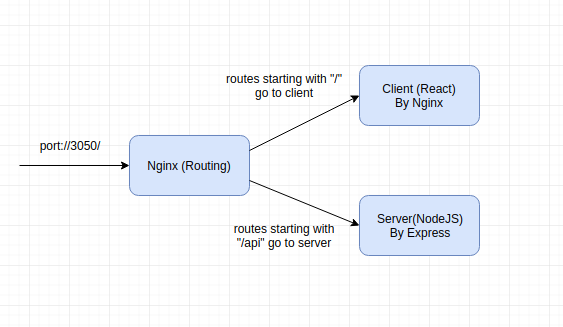 routes starting with "/"
go to client
Client (React)
By Nginx
port://3050/
Nginx (Routing)
Server(NodeJS)
By Express
routes starting with
"/api" go to server